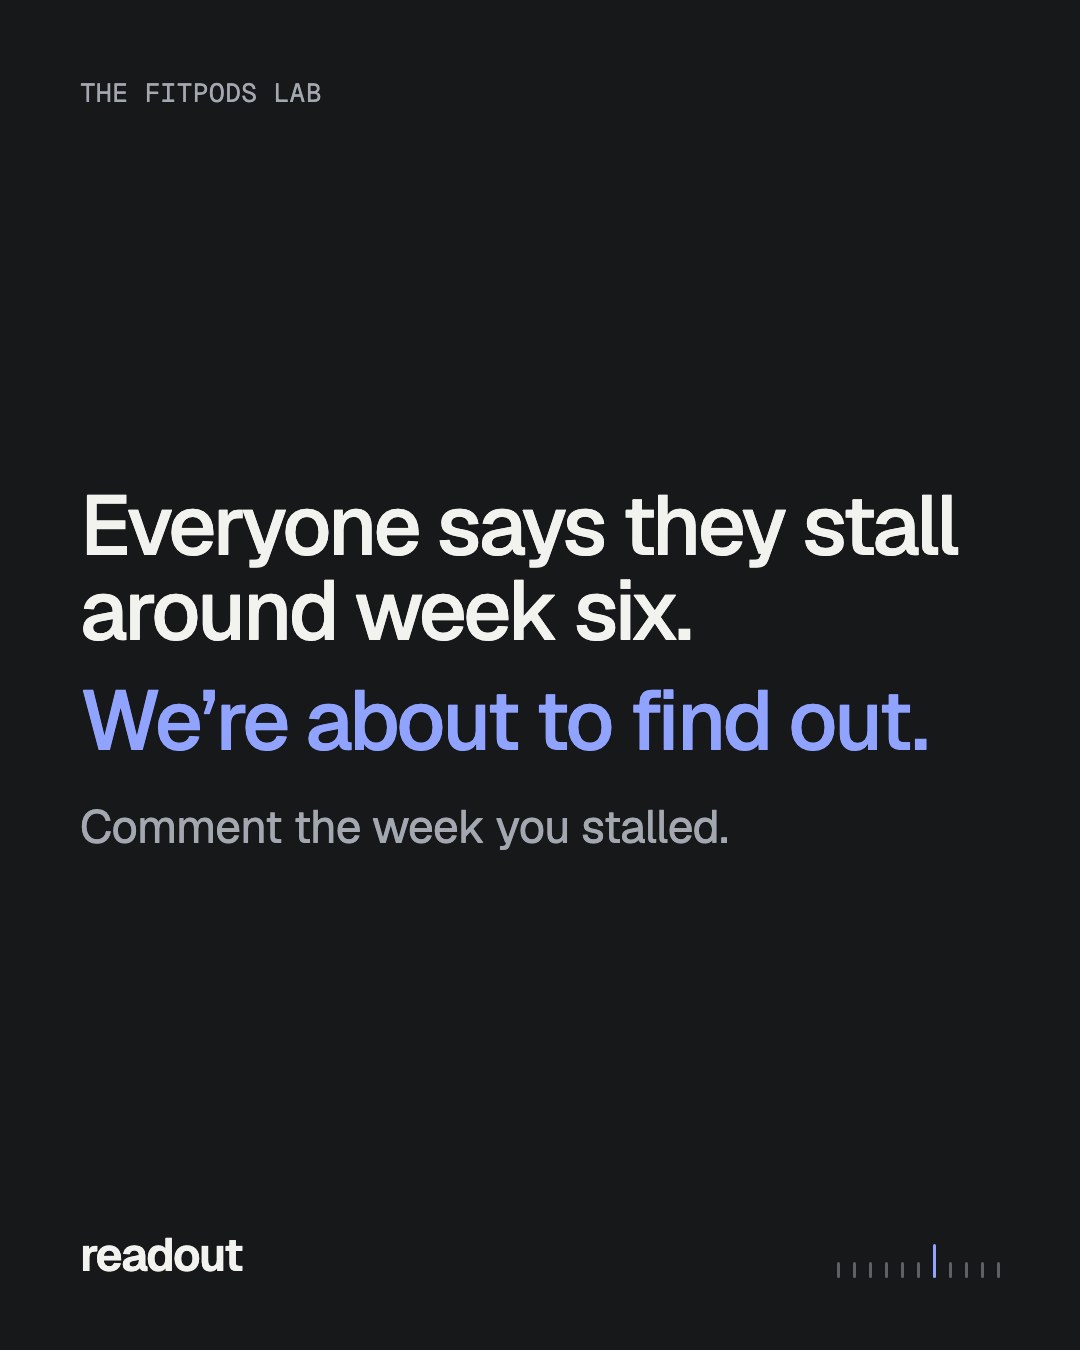 THE FITPODS LAB
Everyone says they stall
around week six.
We’re about to find out.
Comment the week you stalled.
readout